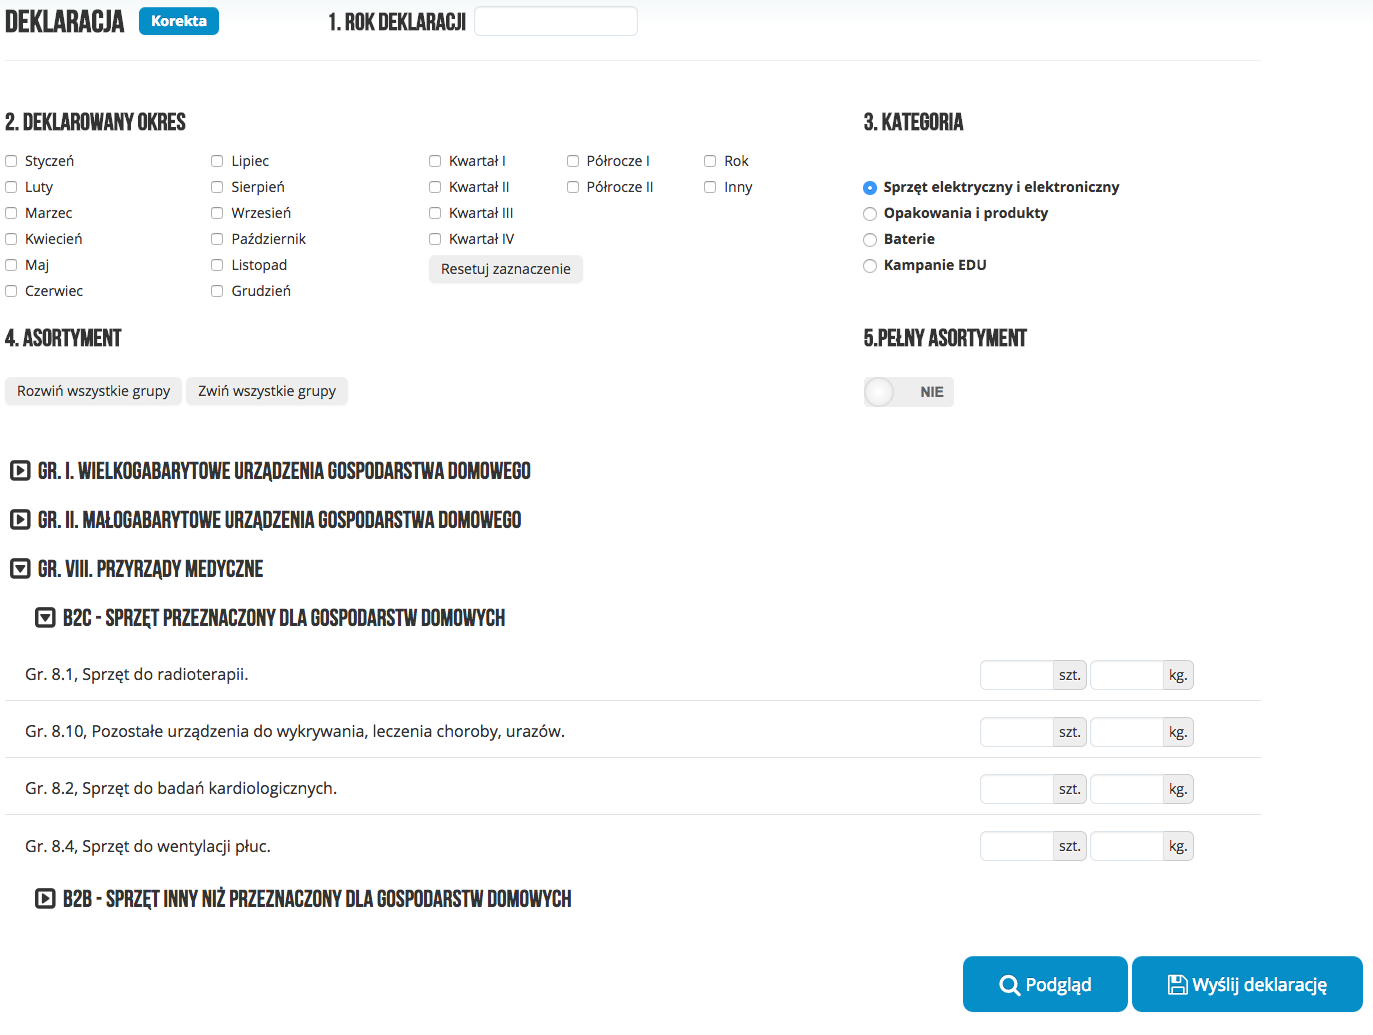 DEKLARACJA Korekta 1. ROK DEKLARACJI
2. DEKLAROWANY OKRES 3. KATEGORIA
Styczeń Lipiec Kwartał I Półrocze I Rok
Luty Sierpień Kwartał II Półrocze II Inny Sprzęt elektryczny i elektroniczny
Marzec Wrzesień Kwartał III Opakowania i produkty
Kwiecień Październik Kwartał IV Baterie
Maj Listopad Resetuj zaznaczenie Kampanie EDU
Czerwiec Grudzień
4. ASORTYMENT 5.PEŁNY ASORTYMENT
Rozwiń wszystkie grupy Zwiń wszystkie grupy NIE
GR. I. WIELKOGABARYTOWE URZĄDZENIA GOSPODARSTWA DOMOWEGO
GR. II. MAŁOGABARYTOWE URZĄDZENIA GOSPODARSTWA DOMOWEGO
GR. VIII. PRZYRZĄDY MEDYCZNE
B2C - SPRZĘT PRZEZNACZONY DLA GOSPODARSTW DOMOWYCH
Gr. 8.1, Sprzęt do radioterapii. szt. kg.
Gr. 8.10, Pozostałe urządzenia do wykrywania, leczenia choroby, urazów. szt. kg.
Gr. 8.2, Sprzęt do badań kardiologicznych. szt. kg.
Gr. 8.4, Sprzęt do wentylacji płuc. szt. kg.
B2B - SPRZĘT INNY NIŻ PRZEZNACZONY DLA GOSPODARSTW DOMOWYCH
Podgląd Wyślij deklarację